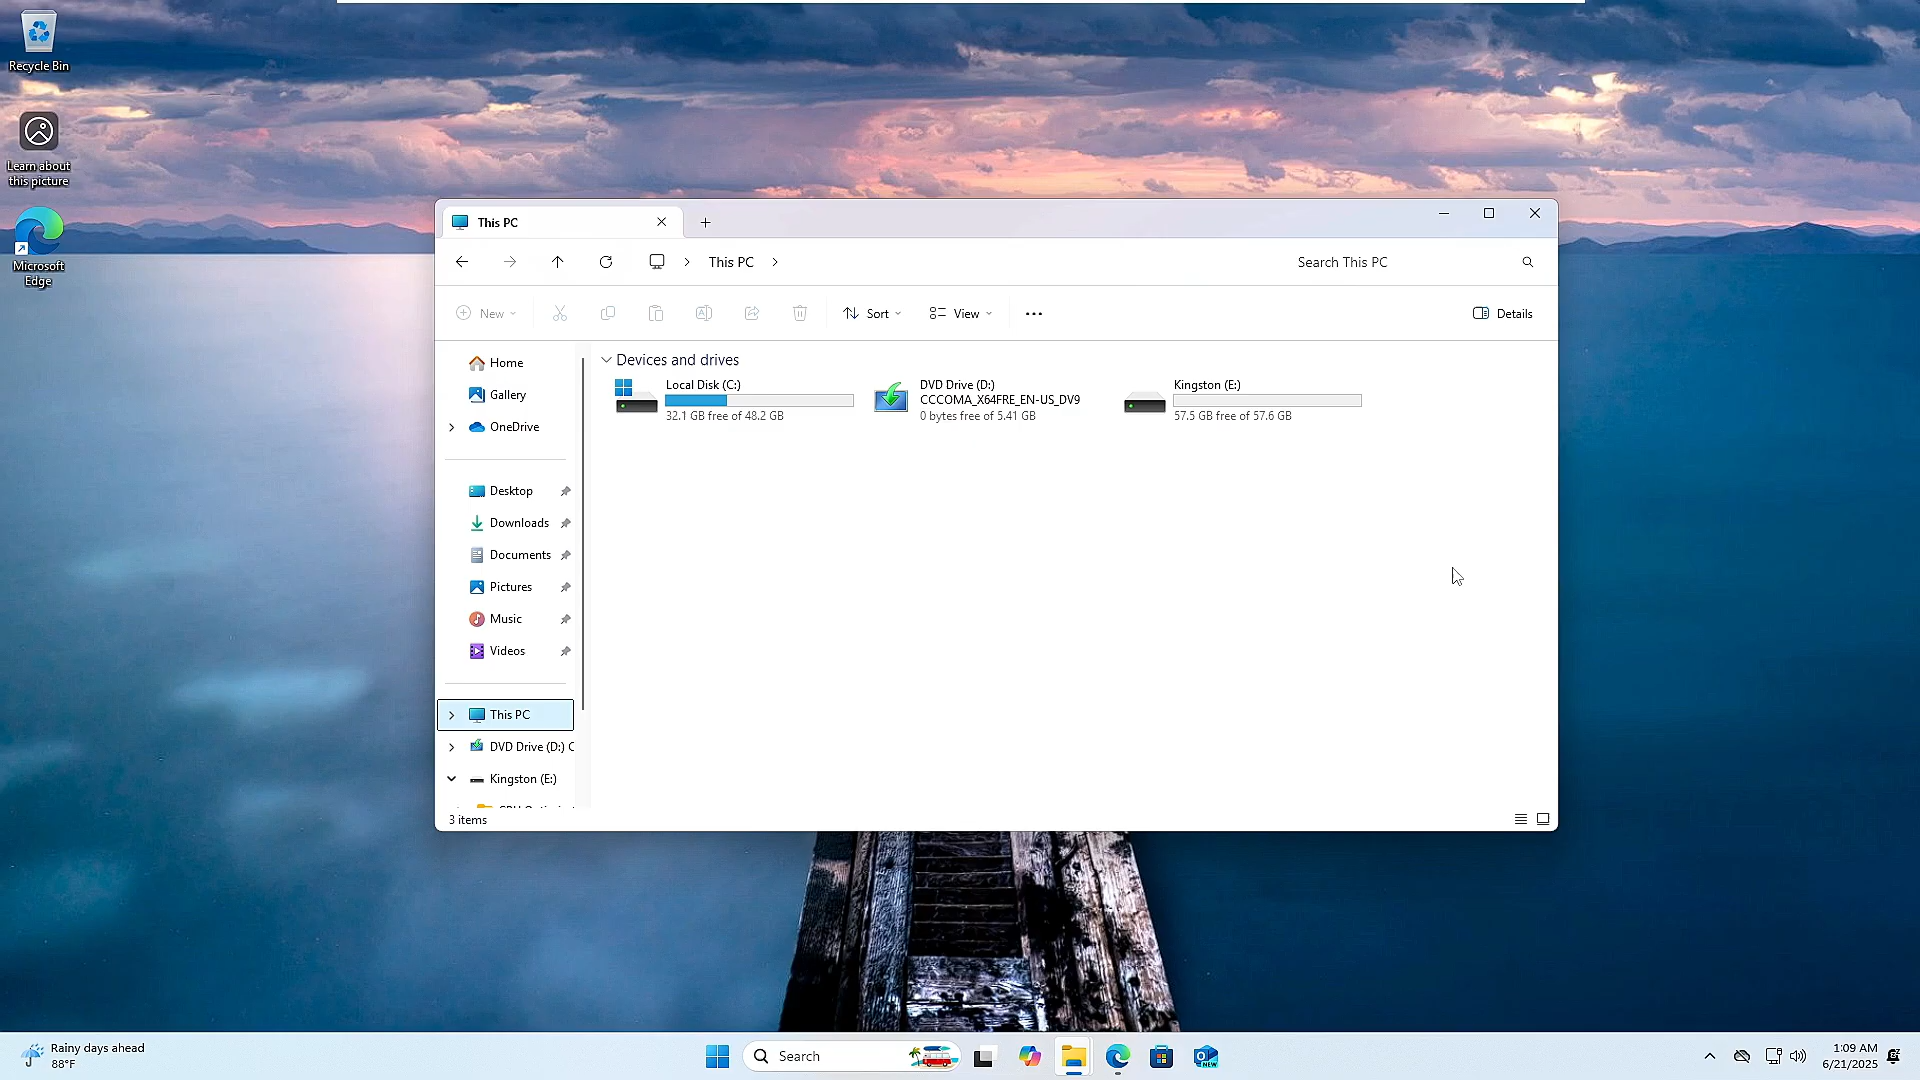 Recycle Bin
Learn about
this picture
Microsoft
Edge
This PC
This PC
Search This PC
New
Sort
View
Details
Home
Gallery
OneDrive
Desktop
Downloads
Documents
Pictures
Music
Videos
This PC
DVD Drive (D:) C
Kingston (E:)
Devices and drives
Local Disk (C:)
32.1 GB free of 48.2 GB
DVD Drive (D:)
CCCOMA_X64FRE_EN-US_DV9
0 bytes free of 5.41 GB
Kingston (E:)
57.5 GB free of 57.6 GB
3 items
Rainy days ahead
88°F
Search
NEW
1:09 AM
6/21/2025